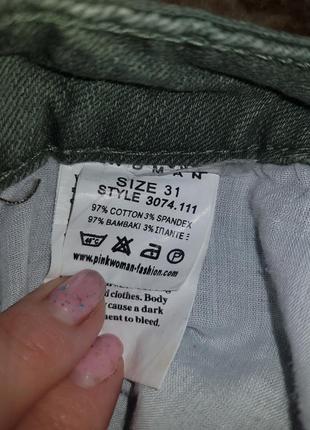 WOMAN
SIZE 31
STYLE 3074.111
97% COTTON 3% SPANDEX
97% ΒΑΜΒΑΚΙ 3% ΣΠΑΝΤΕΞ
www.pinkwoman-fashion.com
d clothes. Body
cause a dark
ment to bleed.